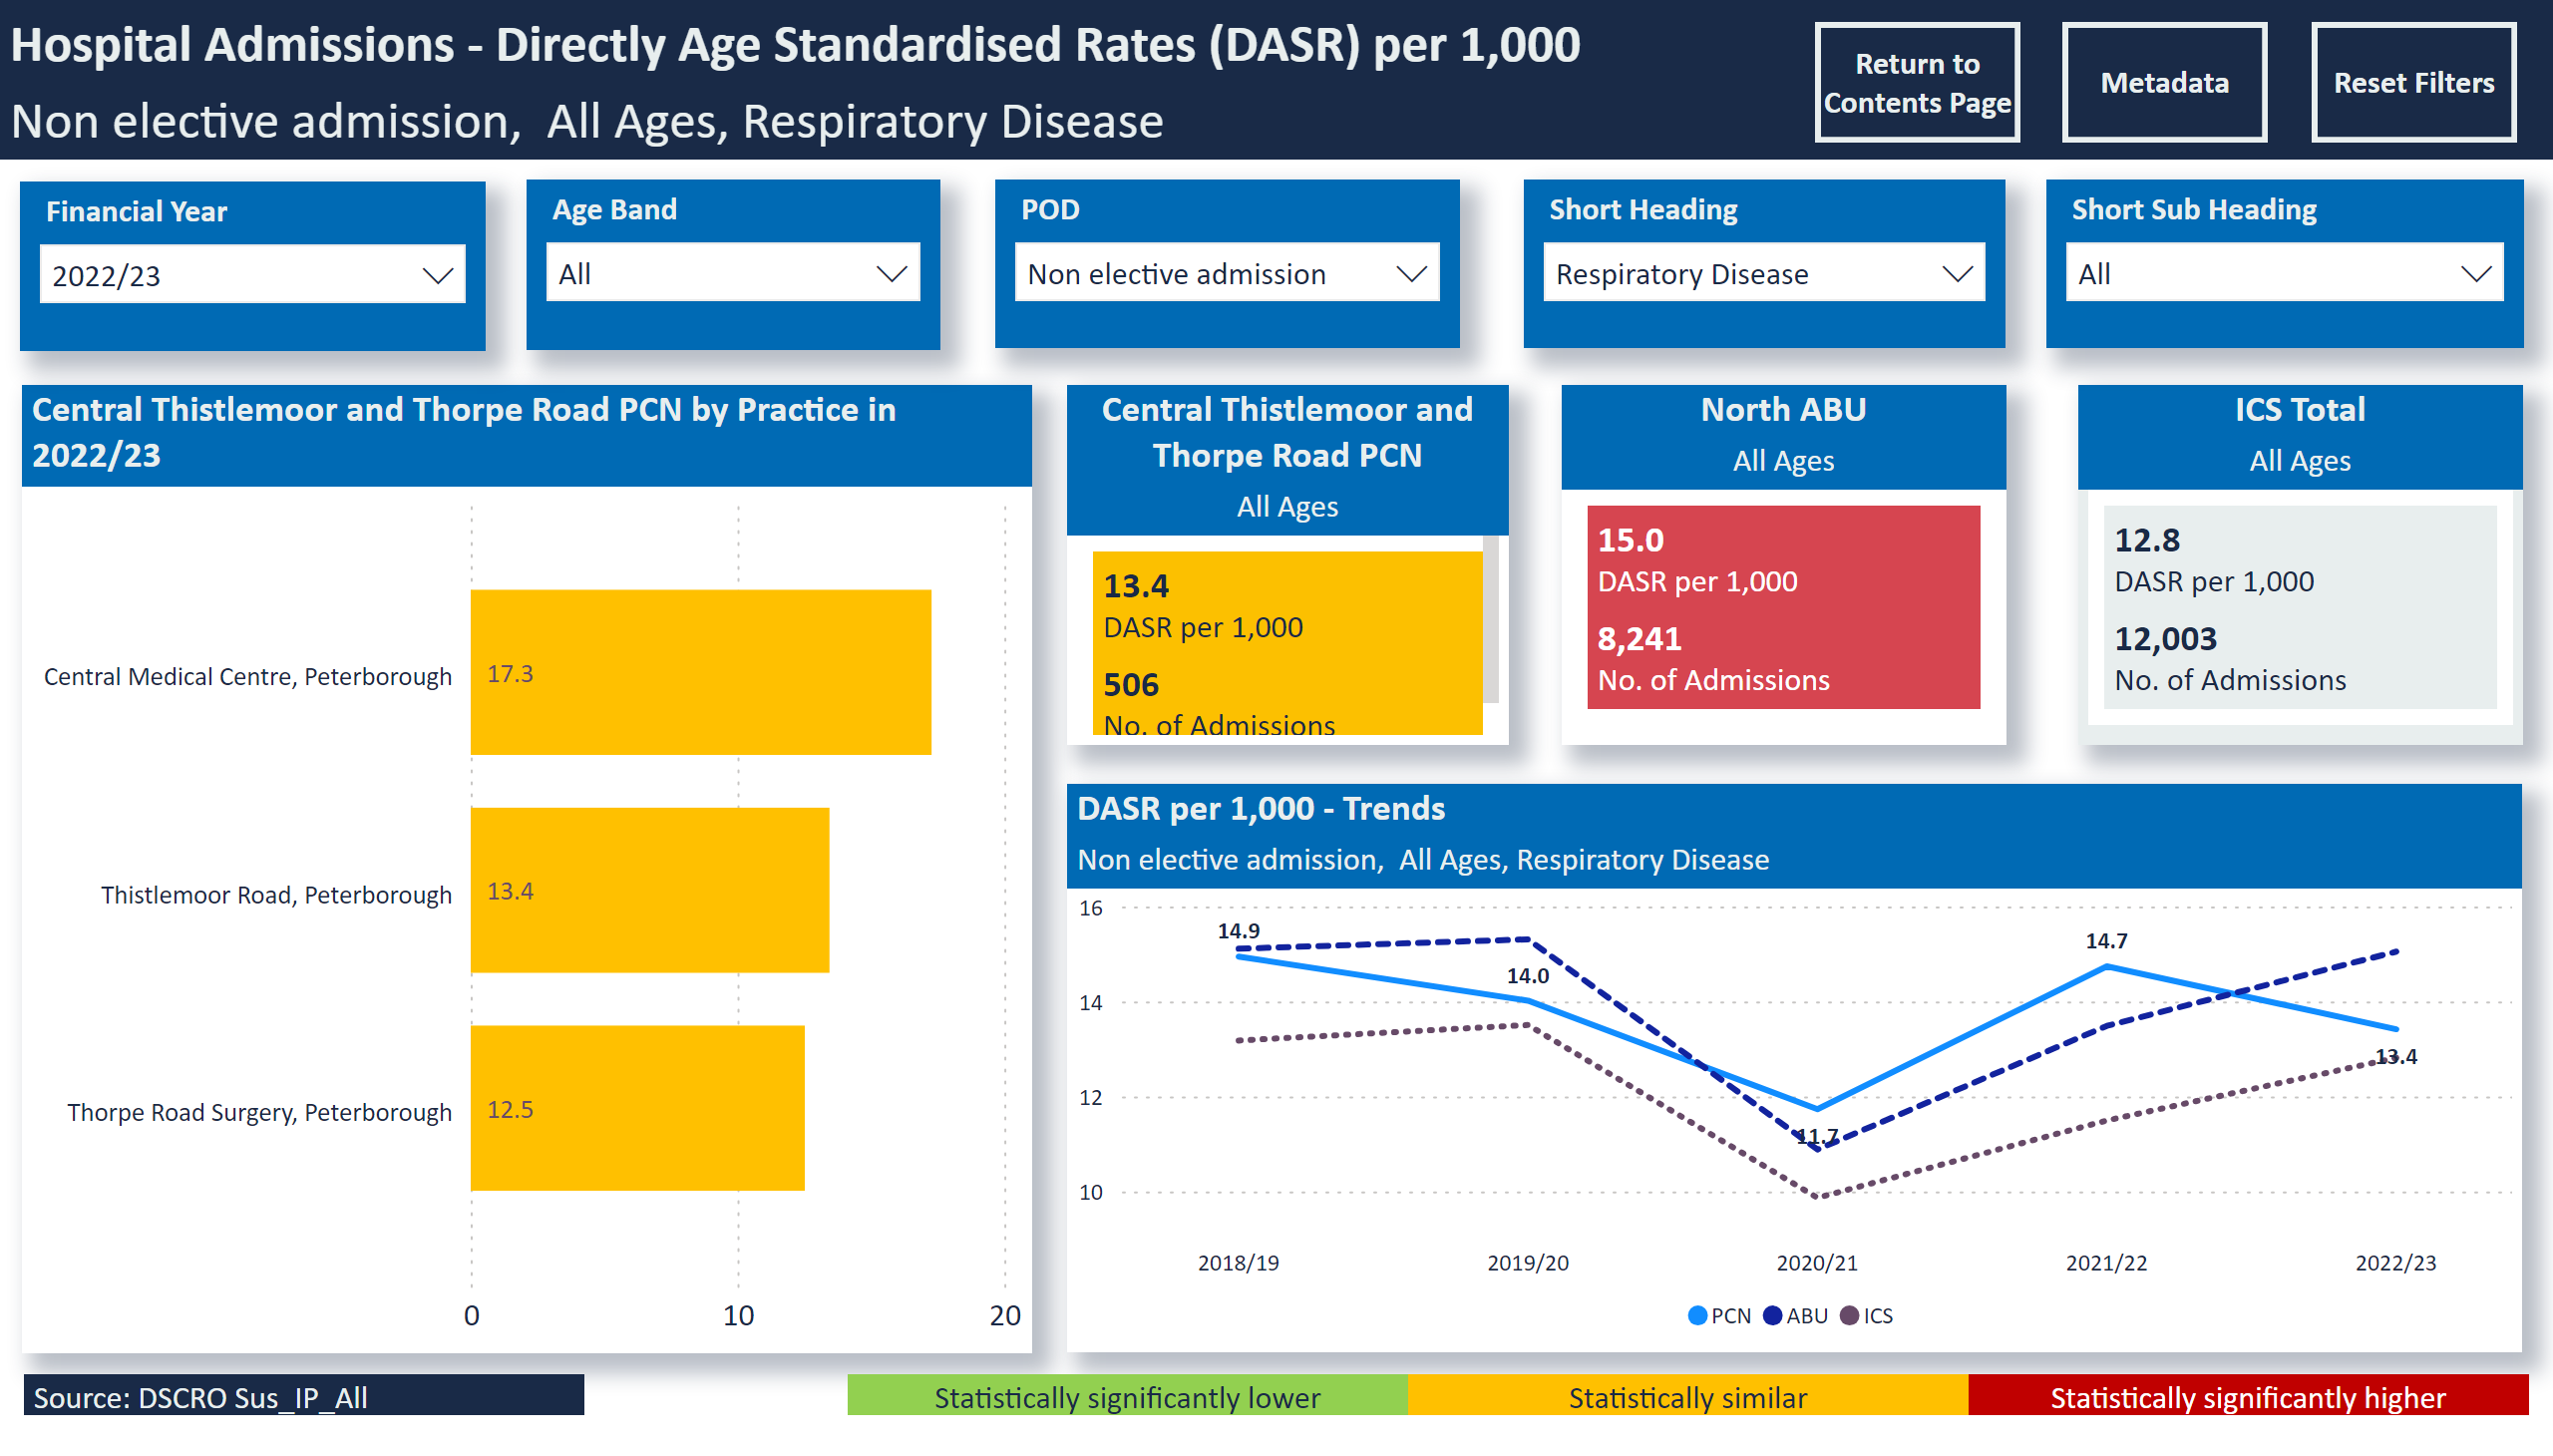 Hospital Admissions - Directly Age Standardised Rates (DASR) per 1,000
Non elective admission,  All Ages, Respiratory Disease
Return to
Contents Page
Metadata
Reset Filters
Financial Year
2022/23
Age Band
All
POD
Non elective admission
Short Heading
Respiratory Disease
Short Sub Heading
All
Central Thistlemoor and Thorpe Road PCN by Practice in
2022/23
Central Medical Centre, Peterborough
17.3
Thistlemoor Road, Peterborough
13.4
Thorpe Road Surgery, Peterborough
12.5
0
10
20
Central Thistlemoor and
Thorpe Road PCN
All Ages
13.4
DASR per 1,000
506
No. of Admissions
North ABU
All Ages
15.0
DASR per 1,000
8,241
No. of Admissions
ICS Total
All Ages
12.8
DASR per 1,000
12,003
No. of Admissions
DASR per 1,000 - Trends
Non elective admission,  All Ages, Respiratory Disease
16
14
12
10
14.9
14.0
11.7
14.7
13.4
2018/19
2019/20
2020/21
2021/22
2022/23
PCN ABU ICS
Source: DSCRO Sus_IP_All
Statistically significantly lower
Statistically similar
Statistically significantly higher